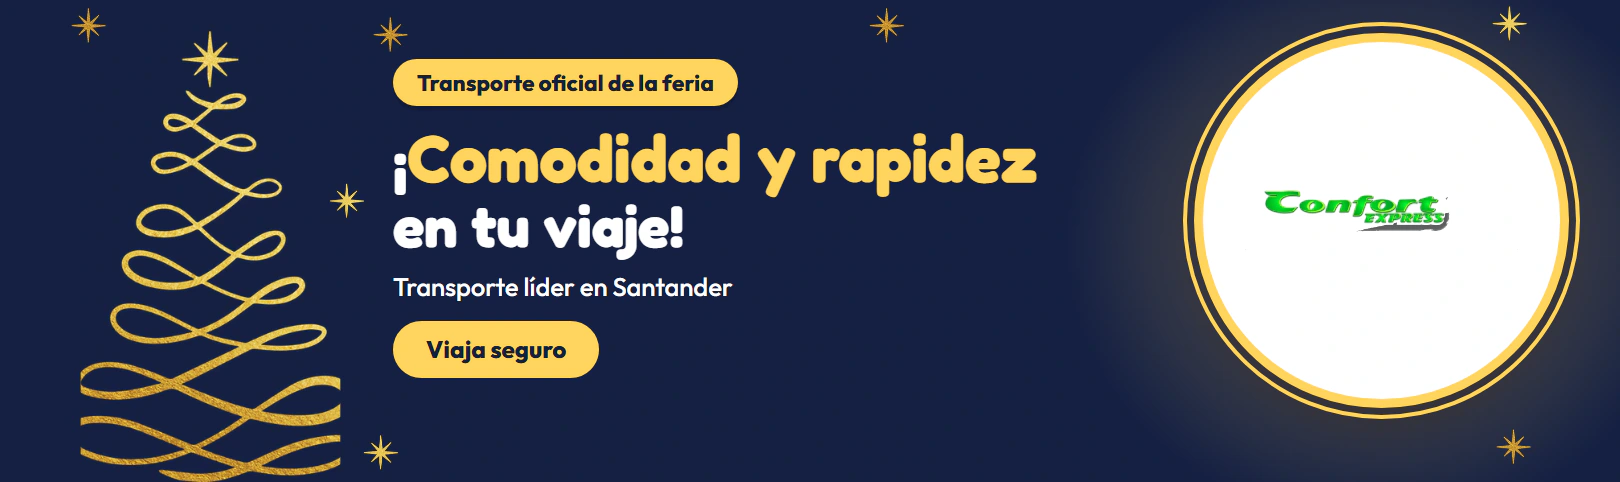 Transporte oficial de la feria
¡Comodidad y rapidez
en tu viaje!
Transporte líder en Santander
Viaja seguro
Confort
EXPRESS